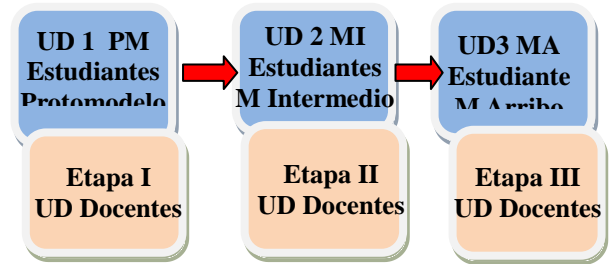 UD 1 PM
Estudiantes
Protomodelo
UD 2 MI
Estudiantes
M Intermedio
UD3 MA
Estudiante
M Arribo
Etapa I
UD Docentes
Etapa II
UD Docentes
Etapa III
UD Docentes